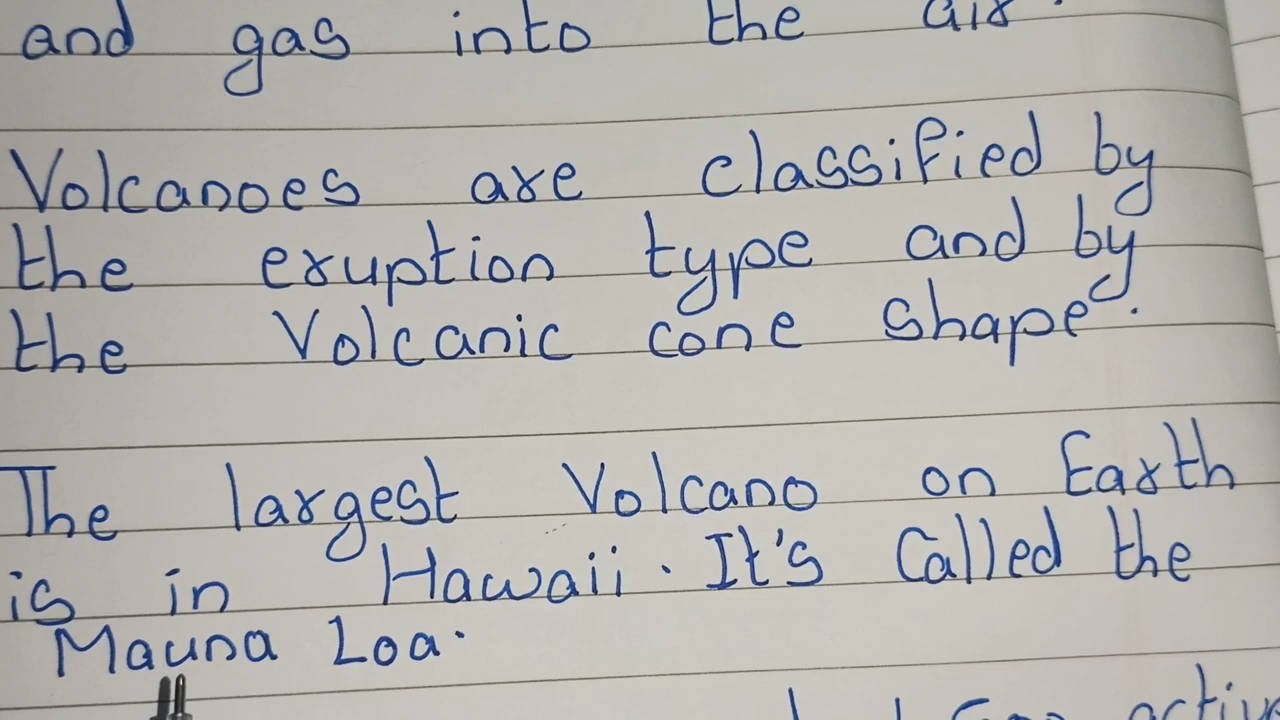 and gas into the air.
Volcanoes are classified by
the eruption type and by
the Volcanic cone shape.
The largest Volcano on Earth
is in Hawaii. It's Called the
Mauna Loa.